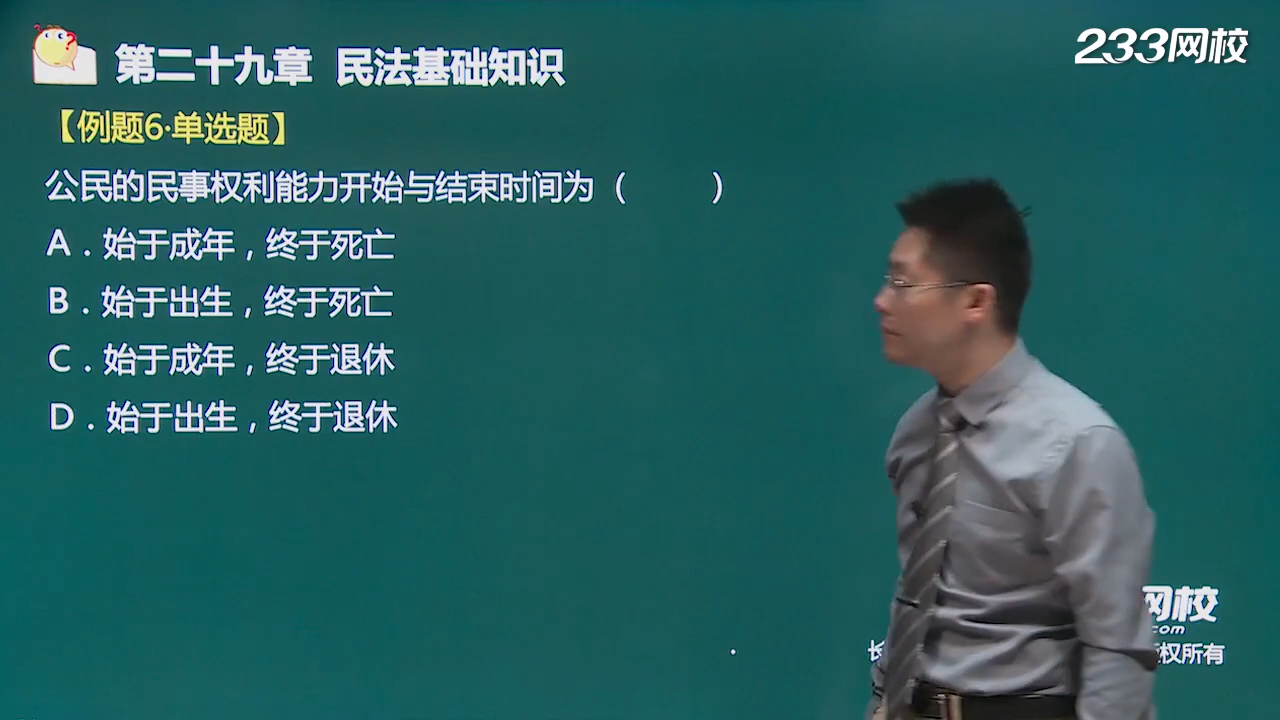 第二十九章 民法基础知识
233网校
【例题6·单选题】
公民的民事权利能力开始与结束时间为（ ）
A．始于成年，终于死亡
B．始于出生，终于死亡
C．始于成年，终于退休
D．始于出生，终于退休
网校
.com
权所有